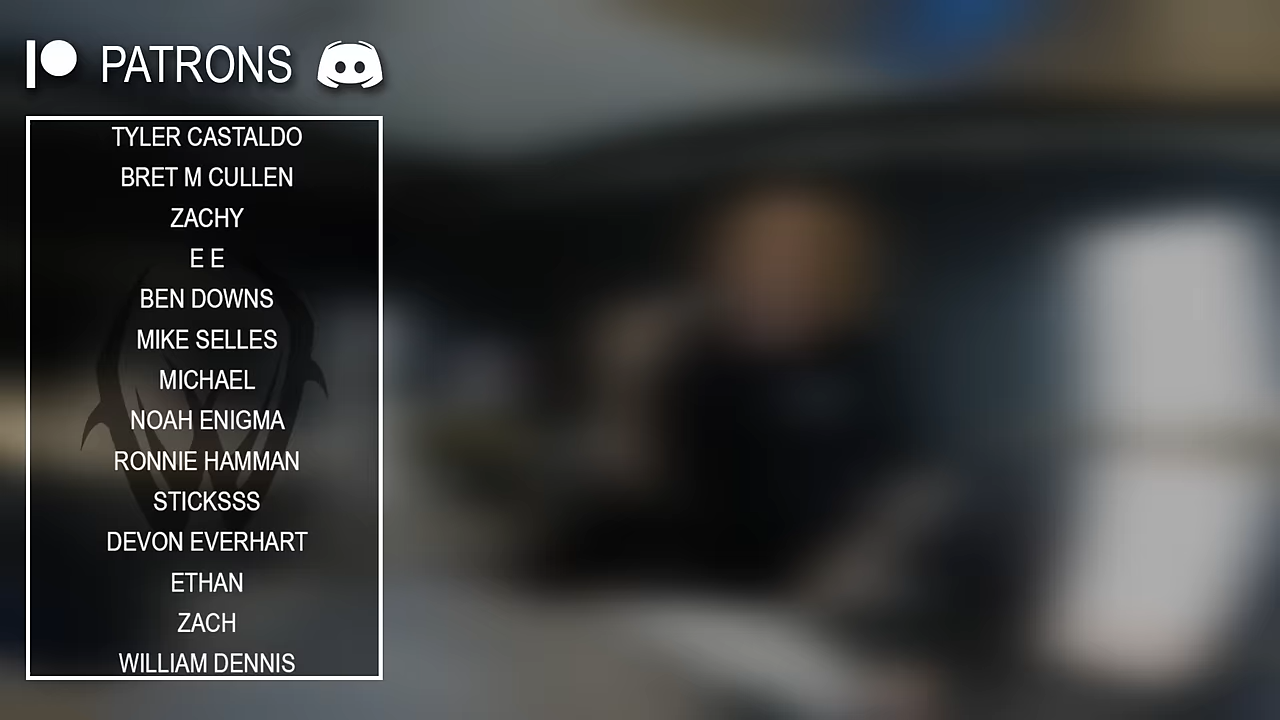 PATRONS
TYLER CASTALDO
BRET M CULLEN
ZACHY
E E
BEN DOWNS
MIKE SELLES
MICHAEL
NOAH ENIGMA
RONNIE HAMMAN
STICKSSS
DEVON EVERHART
ETHAN
ZACH
WILLIAM DENNIS